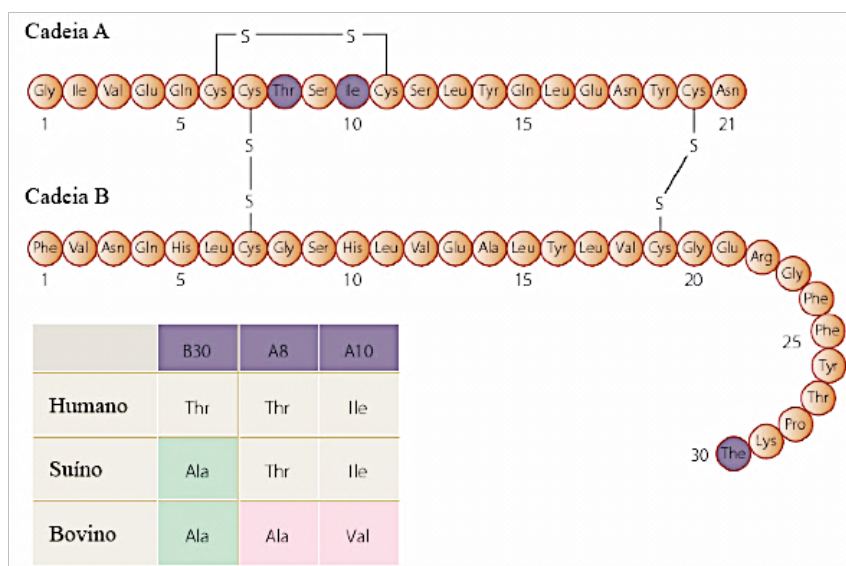 Cadeia A
S S
Gly Ile Val Glu Gln Cys Cys Thr Ser Ile Cys Ser Leu Tyr Gln Leu Glu Asn Tyr Cys Asn
1 5 10 15 21
S S
S S
Cadeia B
Phe Val Asn Gln His Leu Cys Gly Ser His Leu Val Glu Ala Leu Tyr Leu Val Cys Gly Glu Arg Gly Phe Phe Tyr Thr Pro Lys The
1 5 10 15 20 25 30
B30 A8 A10
Humano Thr Thr Ile
Suíno Ala Thr Ile
Bovino Ala Ala Val